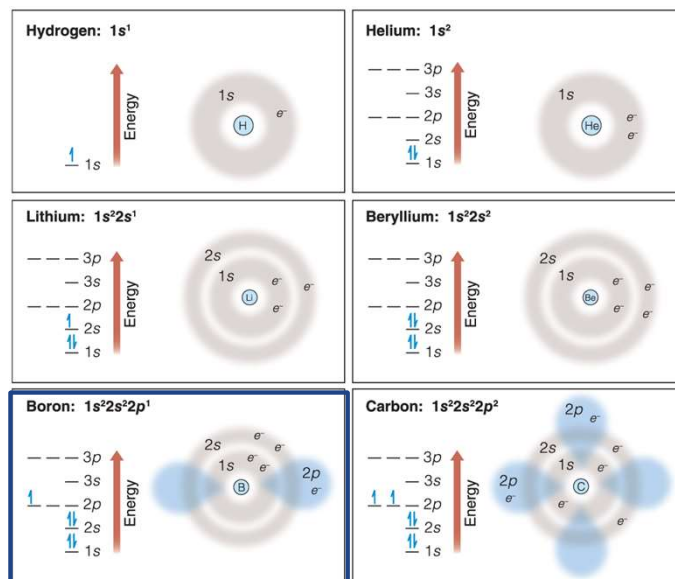 Hydrogen: 1s¹
1s
Energy
1s
H
e⁻
Helium: 1s²
3p
3s
2p
2s
1s
Energy
1s
He
e⁻
e⁻
Lithium: 1s²2s¹
3p
3s
2p
2s
1s
Energy
2s
1s
Li
e⁻
e⁻
e⁻
Beryllium: 1s²2s²
3p
3s
2p
2s
1s
Energy
2s
1s
Be
e⁻
e⁻
e⁻
e⁻
Boron: 1s²2s²2p¹
3p
3s
2p
2s
1s
Energy
2s
1s
B
e⁻
e⁻
e⁻
e⁻
2p
e⁻
Carbon: 1s²2s²2p²
3p
3s
2p
2s
1s
Energy
2p
e⁻
2s
e⁻
1s
e⁻
2p
e⁻
C
e⁻
e⁻